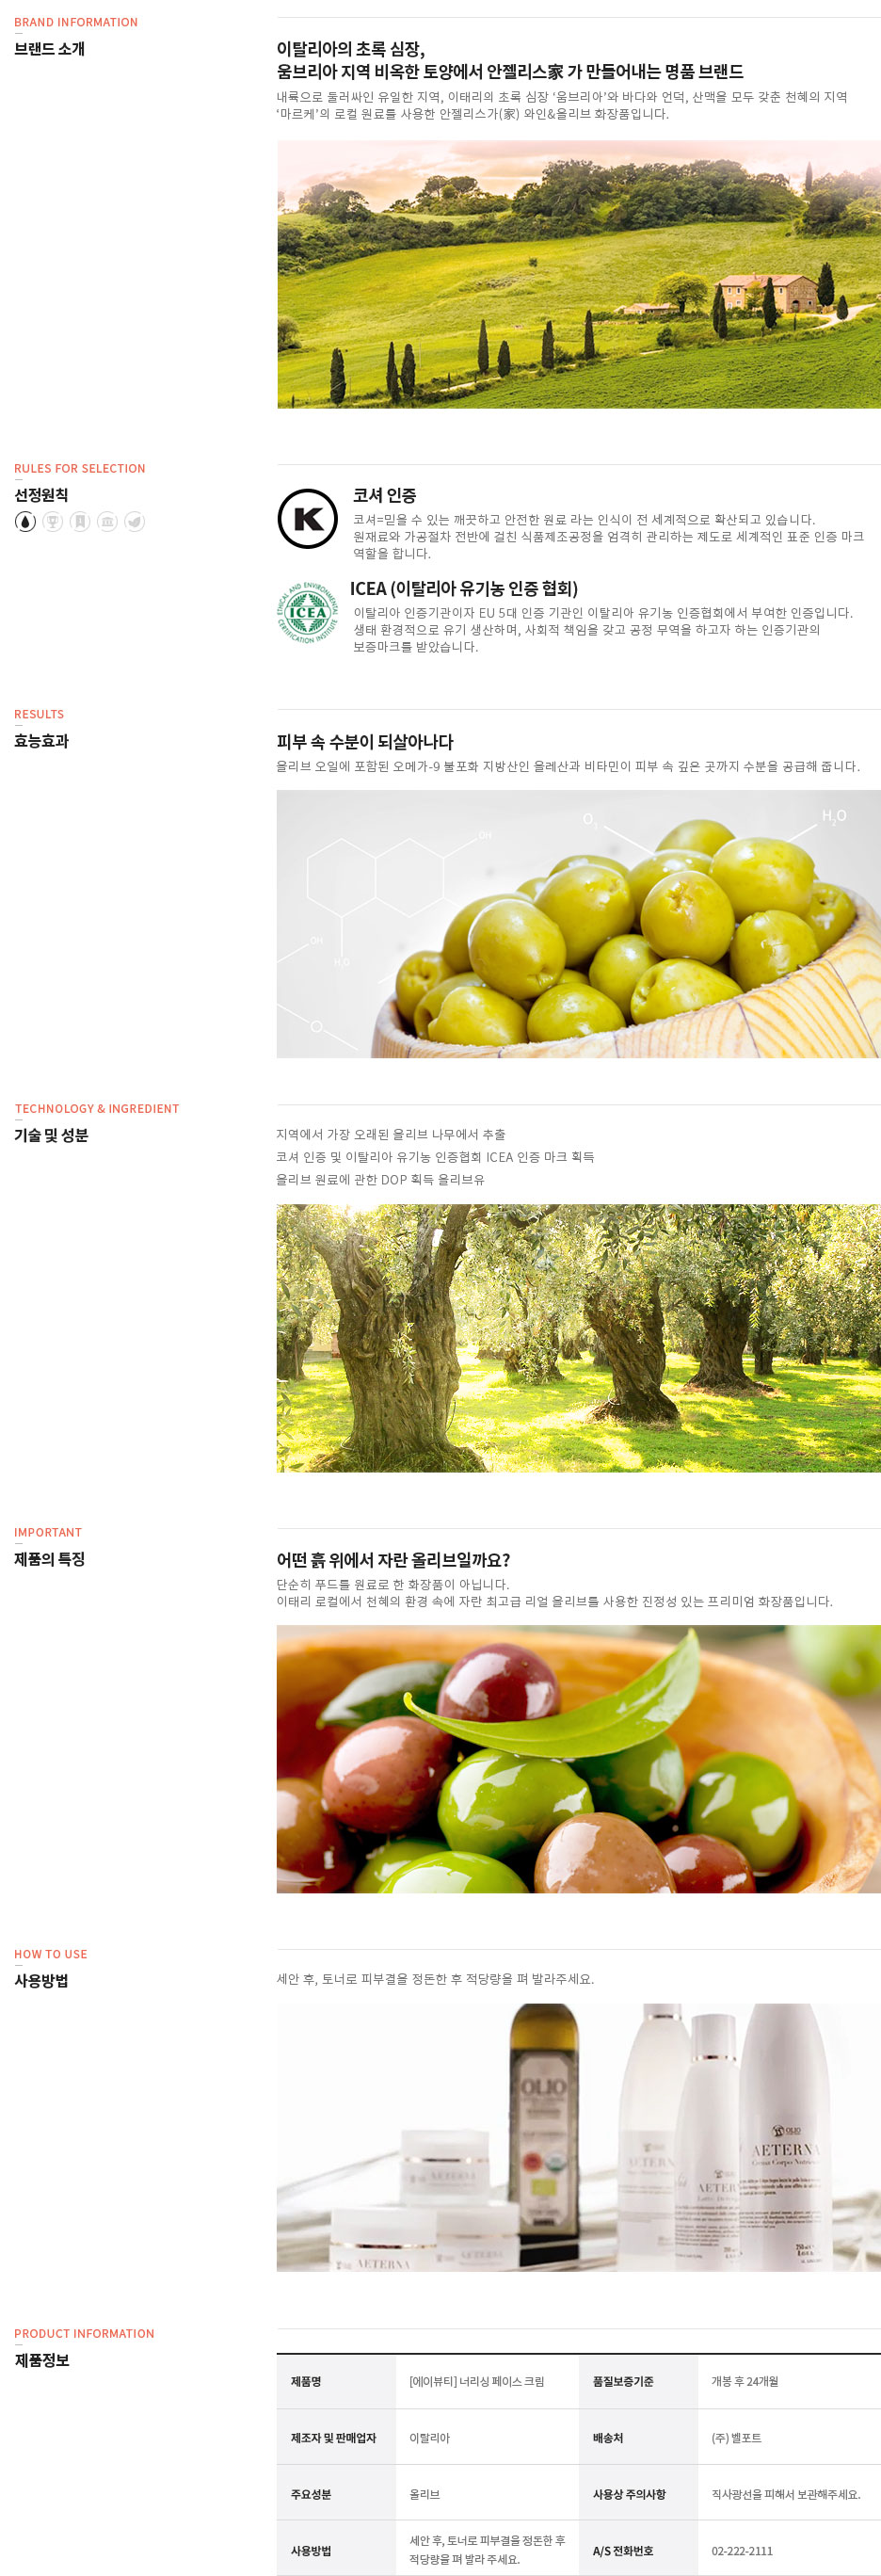 BRAND INFORMATION
브랜드 소개
이탈리아의 초록 심장,
움브리아 지역 비옥한 토양에서 안젤리스家 가 만들어내는 명품 브랜드
내륙으로 둘러싸인 유일한 지역, 이태리의 초록 심장 ‘움브리아’와 바다와 언덕, 산맥을 모두 갖춘 천혜의 지역
‘마르케’의 로컬 원료를 사용한 안젤리스가(家) 와인&올리브 화장품입니다.
RULES FOR SELECTION
선정원칙
K
코셔 인증
코셔=믿을 수 있는 깨끗하고 안전한 원료 라는 인식이 전 세계적으로 확산되고 있습니다.
원재료와 가공절차 전반에 걸친 식품제조공정을 엄격히 관리하는 제도로 세계적인 표준 인증 마크
역할을 합니다.
ETHICAL AND ENVIRONMENTAL
ICEA
CERTIFICATION INSTITUTE
ICEA (이탈리아 유기농 인증 협회)
이탈리아 인증기관이자 EU 5대 인증 기관인 이탈리아 유기농 인증협회에서 부여한 인증입니다.
생태 환경적으로 유기 생산하며, 사회적 책임을 갖고 공정 무역을 하고자 하는 인증기관의
보증마크를 받았습니다.
RESULTS
효능효과
피부 속 수분이 되살아나다
올리브 오일에 포함된 오메가-9 불포화 지방산인 올레산과 비타민이 피부 속 깊은 곳까지 수분을 공급해 줍니다.
O1
H2O
OH
OH
H2O
O
TECHNOLOGY & INGREDIENT
기술 및 성분
지역에서 가장 오래된 올리브 나무에서 추출
코셔 인증 및 이탈리아 유기농 인증협회 ICEA 인증 마크 획득
올리브 원료에 관한 DOP 획득 올리브유
IMPORTANT
제품의 특징
어떤 흙 위에서 자란 올리브일까요?
단순히 푸드를 원료로 한 화장품이 아닙니다.
이태리 로컬에서 천혜의 환경 속에 자란 최고급 리얼 올리브를 사용한 진정성 있는 프리미엄 화장품입니다.
HOW TO USE
사용방법
세안 후, 토너로 피부결을 정돈한 후 적당량을 펴 발라주세요.
OLIO
OLIO
AETERNA
Crema Corpo Nutriente
AETERNA
AETERNA
AETERNA
PRODUCT INFORMATION
제품정보
제품명 [에이뷰티] 너리싱 페이스 크림 품질보증기준 개봉 후 24개월
제조자 및 판매업자 이탈리아 배송처 (주) 벨포트
주요성분 올리브 사용상 주의사항 직사광선을 피해서 보관해주세요.
사용방법 세안 후, 토너로 피부결을 정돈한 후 A/S 전화번호 02-222-2111
적당량을 펴 발라 주세요.